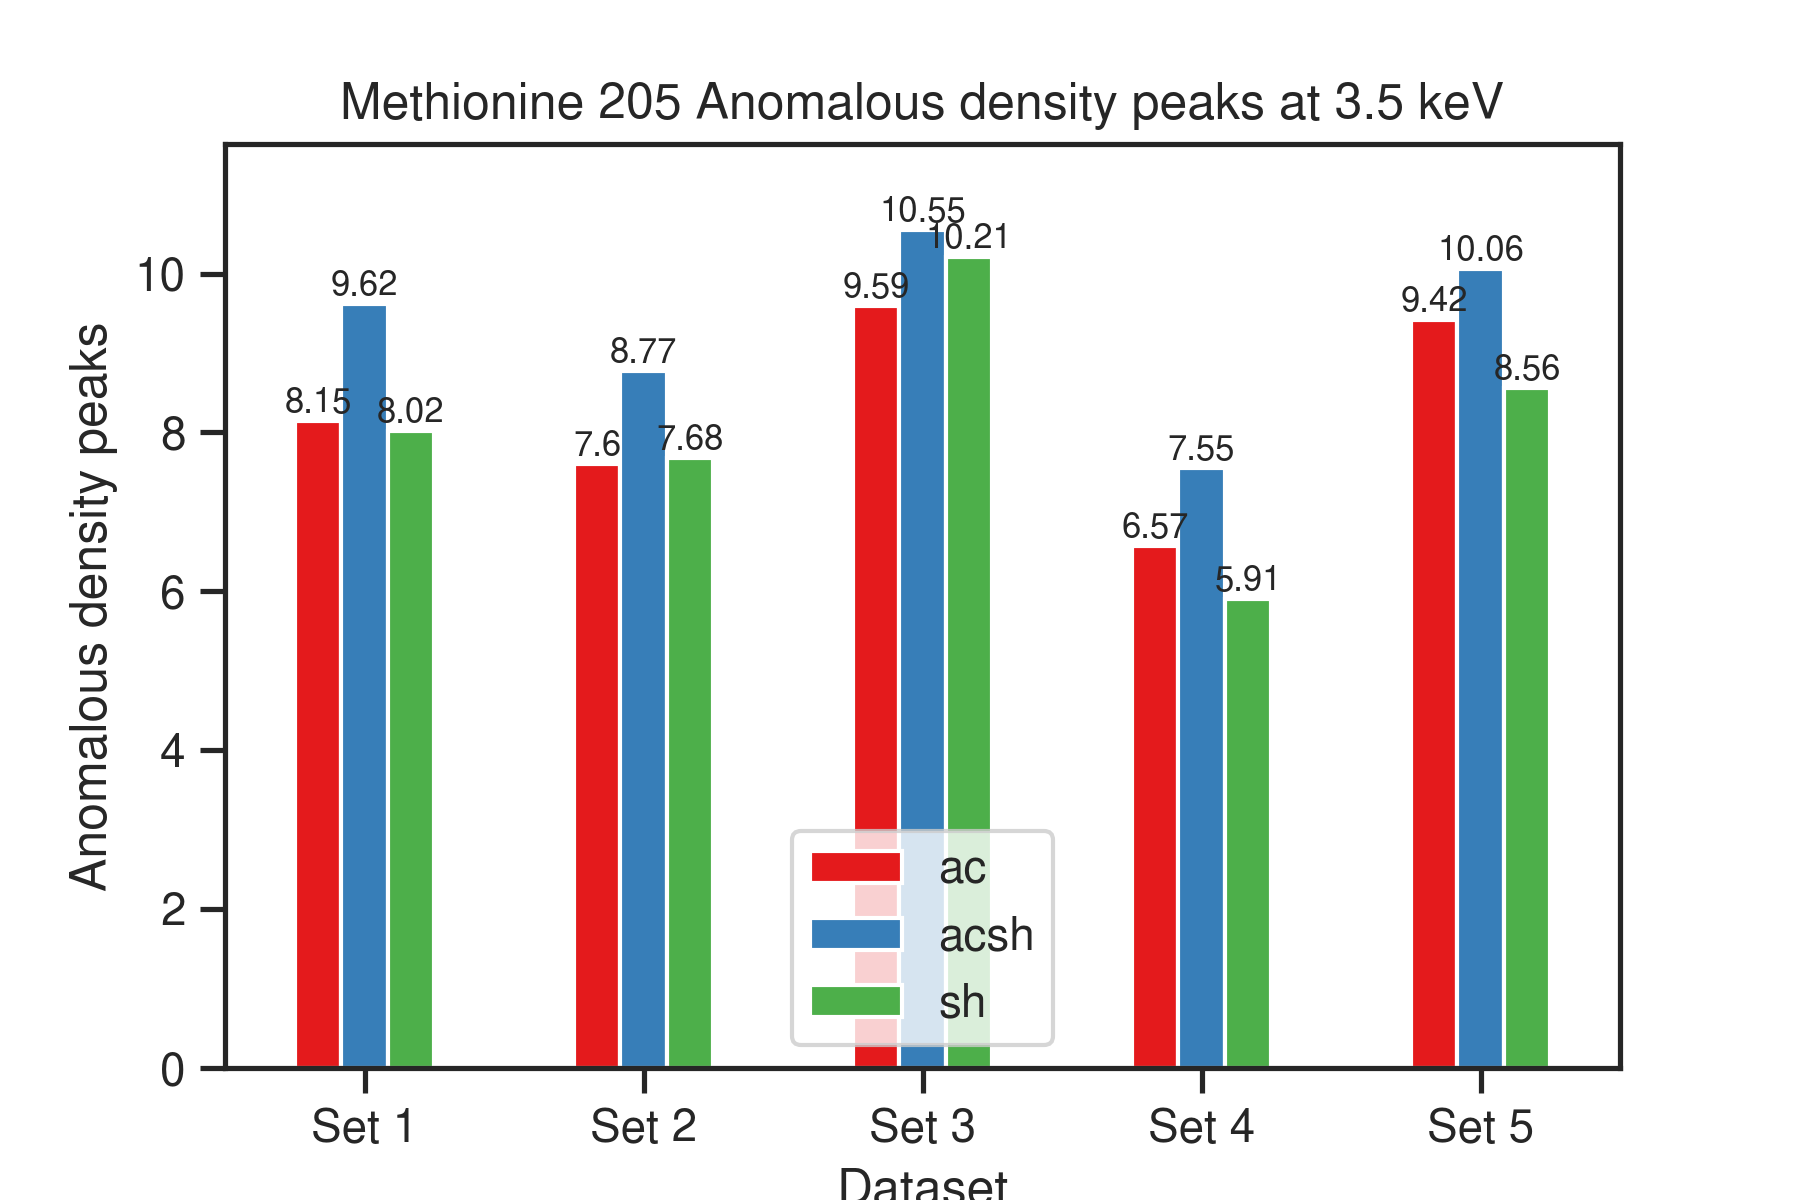 Methionine 205 Anomalous density peaks at 3.5 keV
Anomalous density peaks
10
8
6
4
2
0
8.15
9.62
8.02
7.6
8.77
7.68
9.59
10.55
10.21
6.57
7.55
5.91
9.42
10.06
8.56
ac
acsh
sh
Set 1
Set 2
Set 3
Set 4
Set 5
Dataset